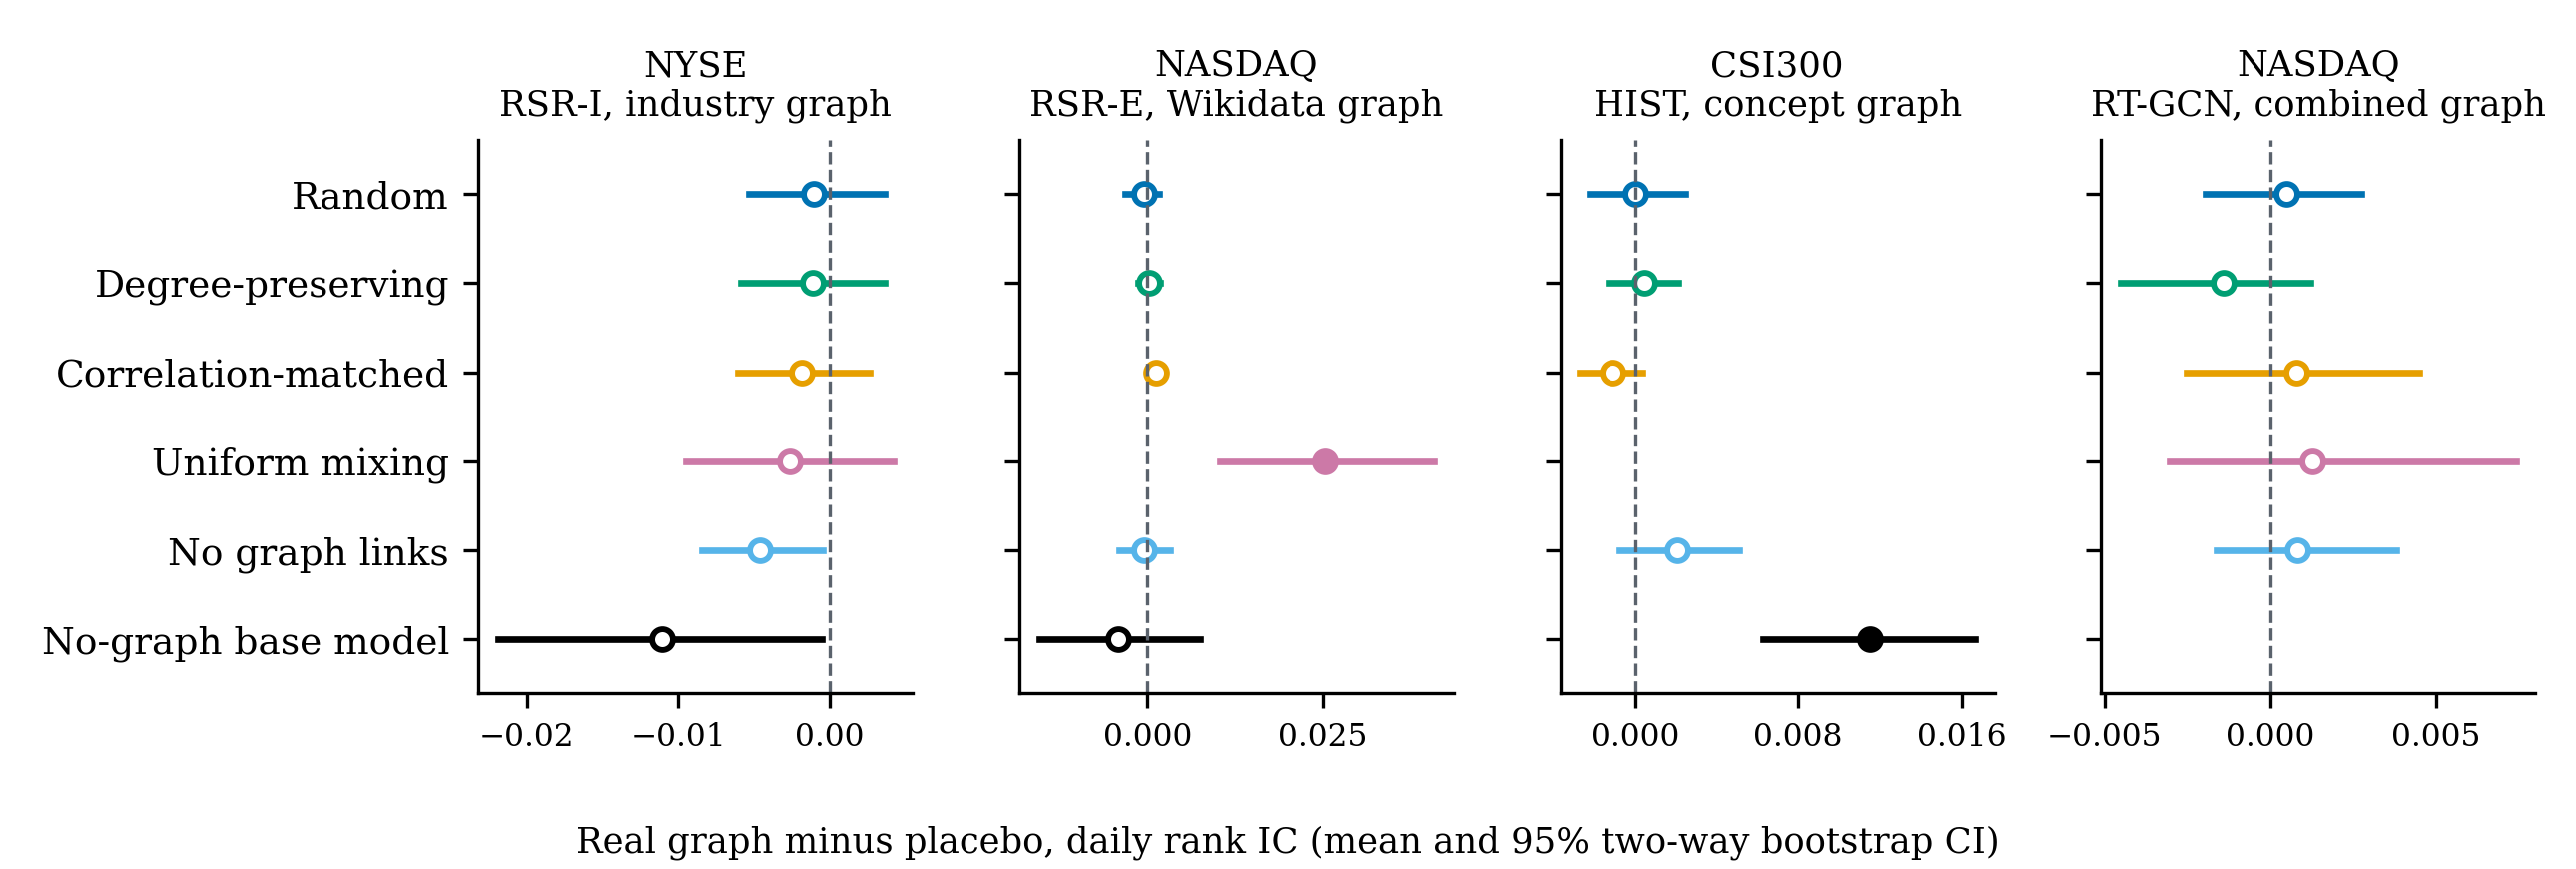 NYSE
RSR-I, industry graph
NASDAQ
RSR-E, Wikidata graph
CSI300
HIST, concept graph
NASDAQ
RT-GCN, combined graph
Random
Degree-preserving
Correlation-matched
Uniform mixing
No graph links
No-graph base model
−0.02 −0.01 0.00
0.000 0.025
0.000 0.008 0.016
−0.005 0.000 0.005
Real graph minus placebo, daily rank IC (mean and 95% two-way bootstrap CI)